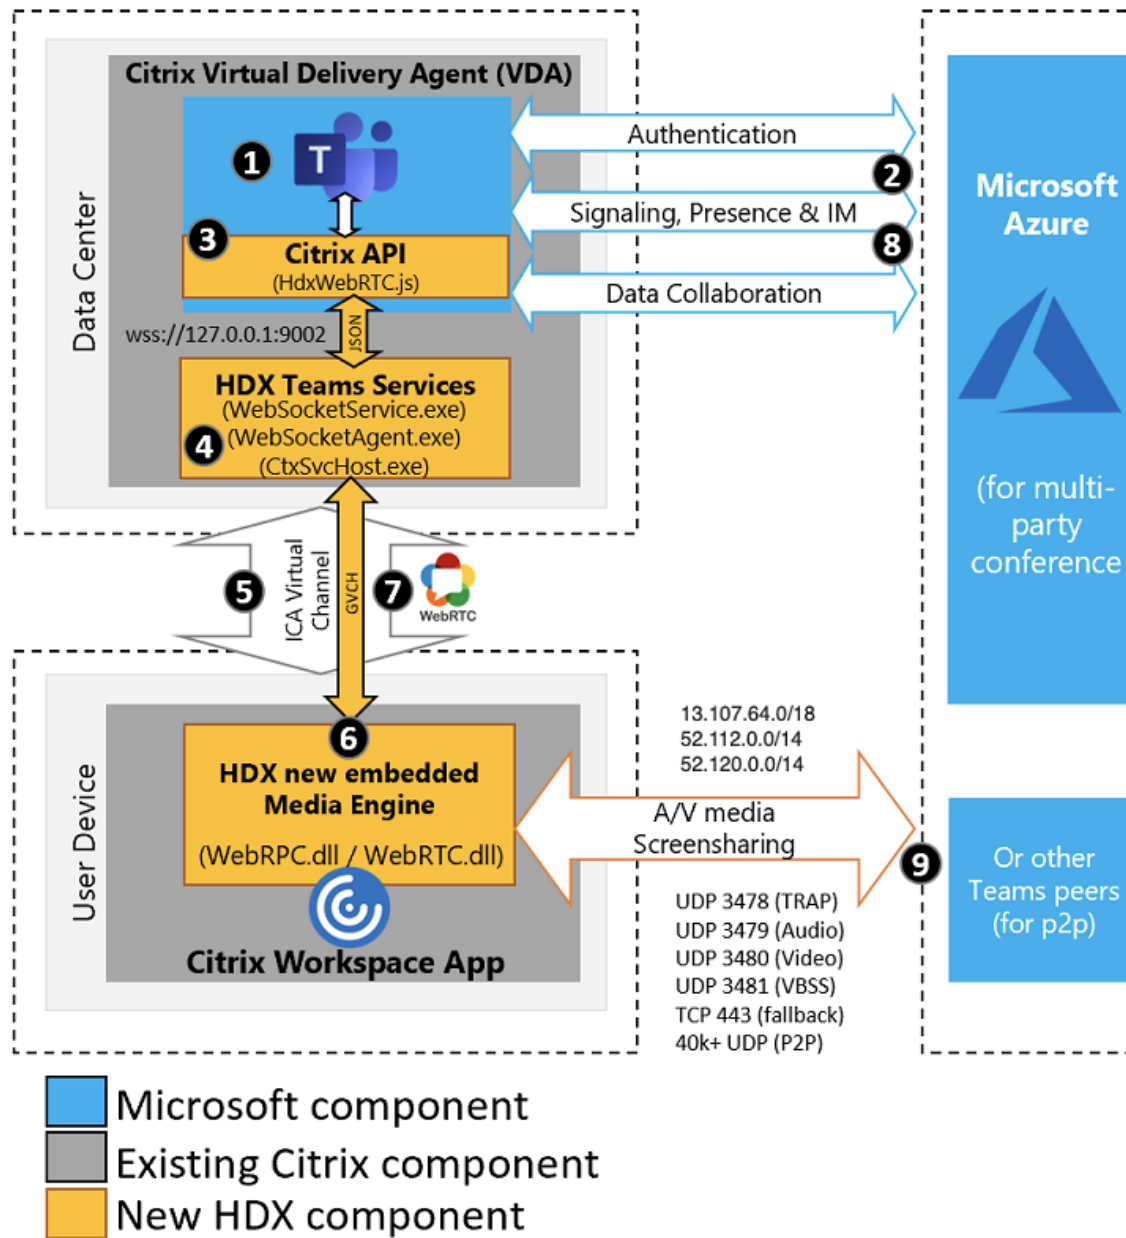 Citrix Virtual Delivery Agent (VDA)
Data Center
1
T
3
Citrix API
(HdxWebRTC.js)
wss://127.0.0.1:9002
JSON
HDX Teams Services
(WebSocketService.exe)
4
(WebSocketAgent.exe)
(CtxSvcHost.exe)
Authentication
2
Signaling, Presence & IM
8
Data Collaboration
Microsoft
Azure
(for multi-
party
conference
5
ICA Virtual
Channel
GVCH
7
WebRTC
User Device
6
HDX new embedded
Media Engine
(WebRPC.dll / WebRTC.dll)
Citrix Workspace App
13.107.64.0/18
52.112.0.0/14
52.120.0.0/14
A/V media
Screensharing
9
UDP 3478 (TRAP)
UDP 3479 (Audio)
UDP 3480 (Video)
UDP 3481 (VBSS)
TCP 443 (fallback)
40k+ UDP (P2P)
Or other
Teams peers
(for p2p)
Microsoft component
Existing Citrix component
New HDX component